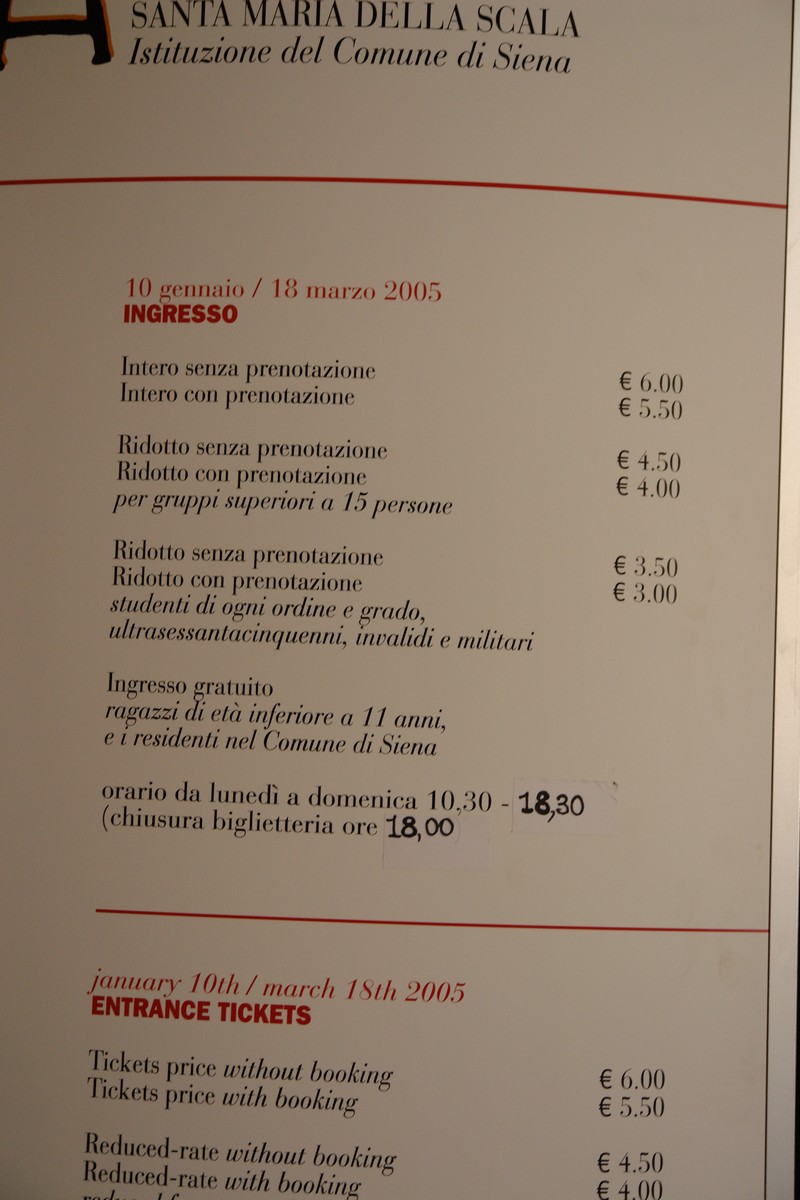 SANTA MARIA DELLA SCALA
Istituzione del Comune di Siena
10 gennaio / 18 marzo 2005
INGRESSO
Intero senza prenotazione € 6.00
Intero con prenotazione € 5.50
Ridotto senza prenotazione € 4.50
Ridotto con prenotazione € 4.00
per gruppi superiori a 15 persone
Ridotto senza prenotazione € 3.50
Ridotto con prenotazione € 3.00
studenti di ogni ordine e grado,
ultrasessantacinquenni, invalidi e militari
Ingresso gratuito
ragazzi di età inferiore a 11 anni,
e i residenti nel Comune di Siena
orario da lunedì a domenica 10,30 - 18,30
(chiusura biglietteria ore 18,00
january 10th / march 18th 2005
ENTRANCE TICKETS
Tickets price without booking € 6.00
Tickets price with booking € 5.50
Reduced-rate without booking € 4.50
Reduced-rate with booking € 4.00